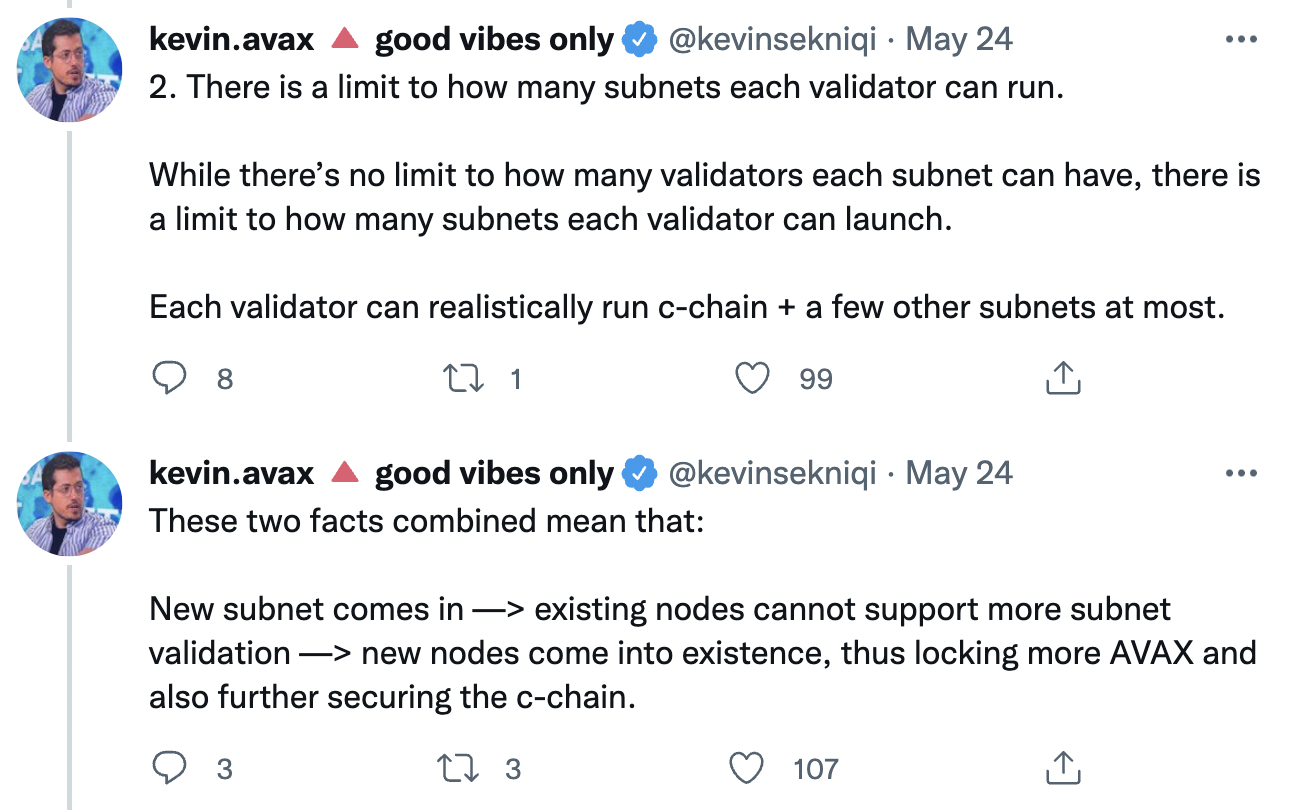 kevin.avax 🔺 good vibes only @kevinsekniqi · May 24 ...
2. There is a limit to how many subnets each validator can run.
While there’s no limit to how many validators each subnet can have, there is
a limit to how many subnets each validator can launch.
Each validator can realistically run c-chain + a few other subnets at most.
8 1 99
kevin.avax 🔺 good vibes only @kevinsekniqi · May 24 ...
These two facts combined mean that:
New subnet comes in —> existing nodes cannot support more subnet
validation —> new nodes come into existence, thus locking more AVAX and
also further securing the c-chain.
3 3 107